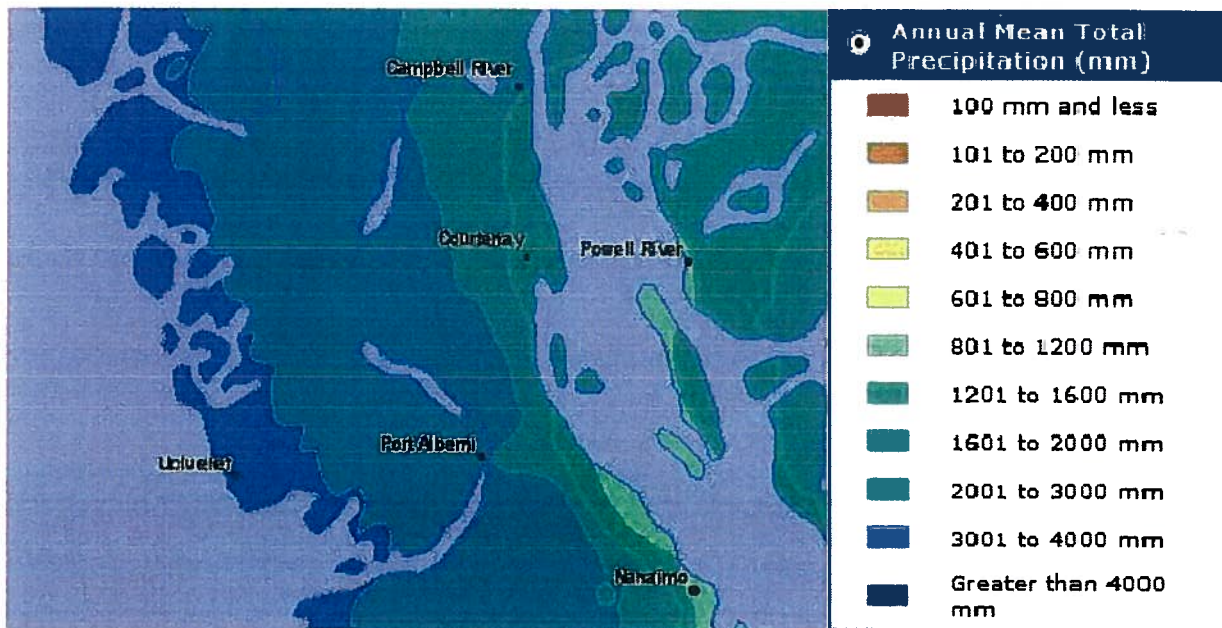 Campbell River
Courtenay
Powell River
Port Alberni
Ucluelet
Nanaimo
Annual Mean Total
Precipitation (mm)
100 mm and less
101 to 200 mm
201 to 400 mm
401 to 600 mm
601 to 800 mm
801 to 1200 mm
1201 to 1600 mm
1601 to 2000 mm
2001 to 3000 mm
3001 to 4000 mm
Greater than 4000
mm